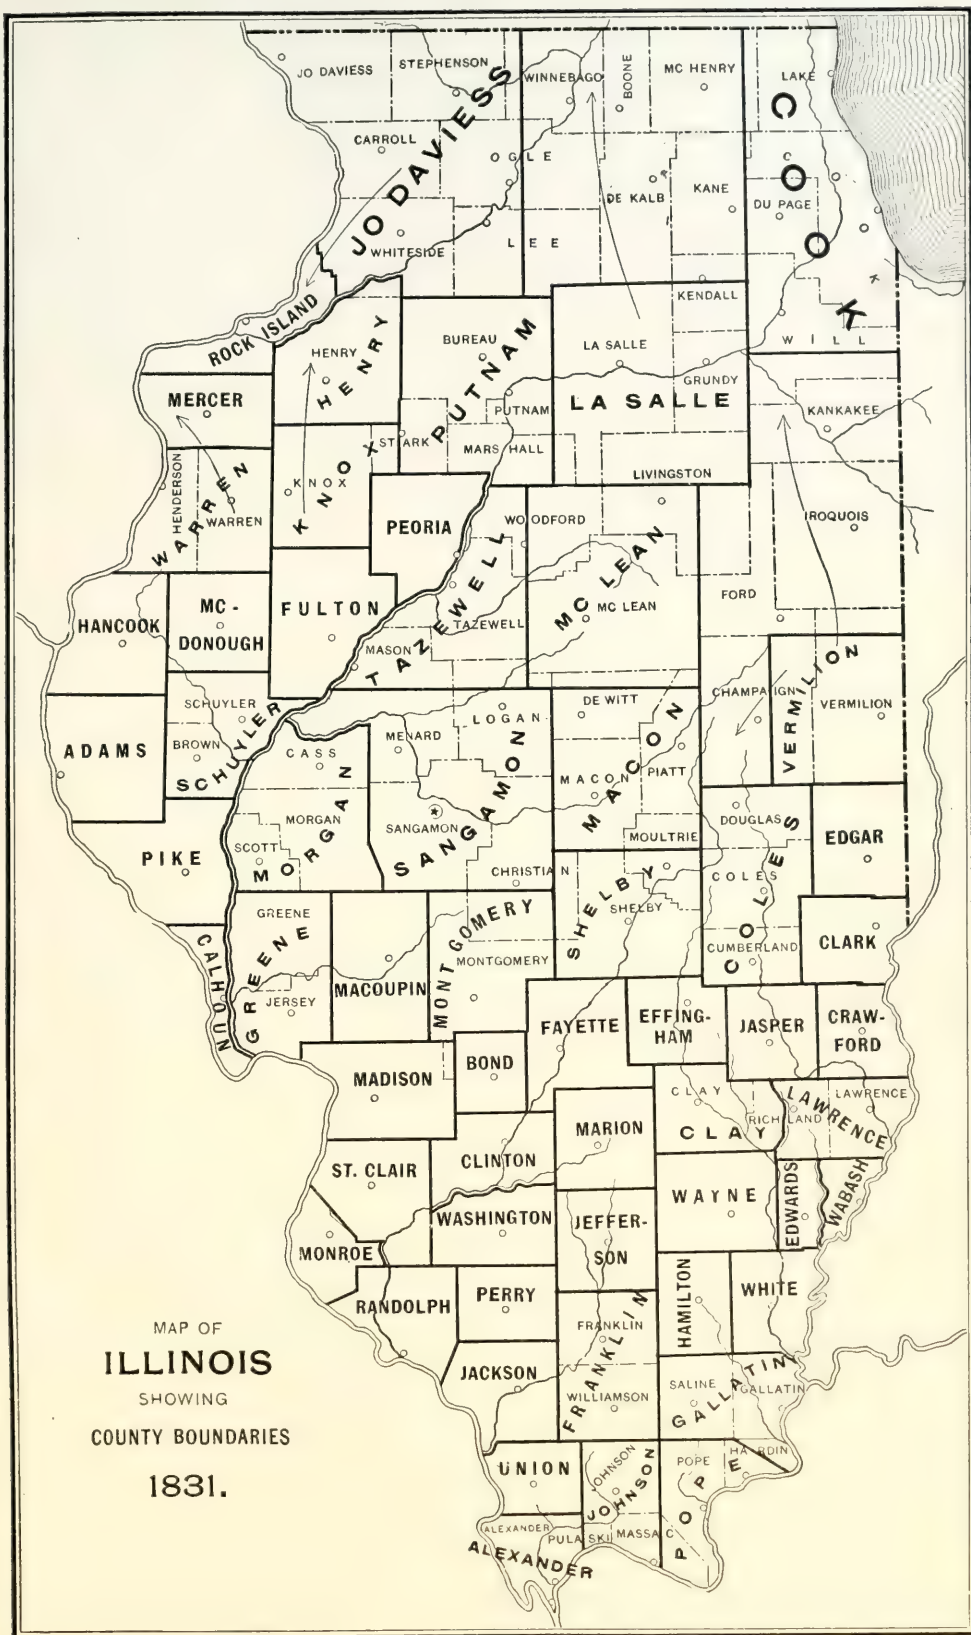 JO DAVIESS
STEPHENSON
WINNEBAGO
BOONE
MC HENRY
LAKE
COOK
JO DAVIESS
CARROLL
OGLE
DE KALB
KANE
DU PAGE
C
K
WHITESIDE
LEE
KENDALL
WILL
ROCK ISLAND
HENRY
HENRY
BUREAU
PUTNAM
LA SALLE
LA SALLE
GRUNDY
KANKAKEE
MERCER
PUTNAM
STARK
MARSHALL
LIVINGSTON
KNOX
KNOX
HENDERSON
WARREN
WARREN
PEORIA
WOODFORD
IROQUOIS
MC LEAN
MC LEAN
FORD
HANCOOK
MC-
DONOUGH
FULTON
MASON
TAZEWELL
TAZEWELL
SCHUYLER
SCHUYLER
BROWN
ADAMS
CASS
MENARD
LOGAN
DE WITT
CHAMPAIGN
VERMILION
VERMILION
MACON
MACON
PIATT
MORGAN
MORGAN
SCOTT
SANGAMON
SANGAMON
MOULTRIE
DOUGLAS
EDGAR
PIKE
CHRISTIAN
COLES
COLES
SHELBY
SHELBY
GREENE
GREENE
MONTGOMERY
MONTGOMERY
CUMBERLAND
CLARK
CALHOUN
JERSEY
MACOUPIN
FAYETTE
EFFING-
HAM
JASPER
CRAW-
FORD
MADISON
BOND
CLAY
CLAY
RICHLAND
LAWRENCE
LAWRENCE
MARION
ST. CLAIR
CLINTON
WAYNE
EDWARDS
WABASH
MONROE
WASHINGTON
JEFFER-
SON
RANDOLPH
PERRY
HAMILTON
WHITE
FRANKLIN
FRANKLIN
JACKSON
WILLIAMSON
SALINE
GALLATIN
GALLATIN
UNION
JOHNSON
JOHNSON
POPE
POPE
HARDIN
ALEXANDER
PULASKI
MASSAC
ALEXANDER
MAP OF
ILLINOIS
SHOWING
COUNTY BOUNDARIES
1831.